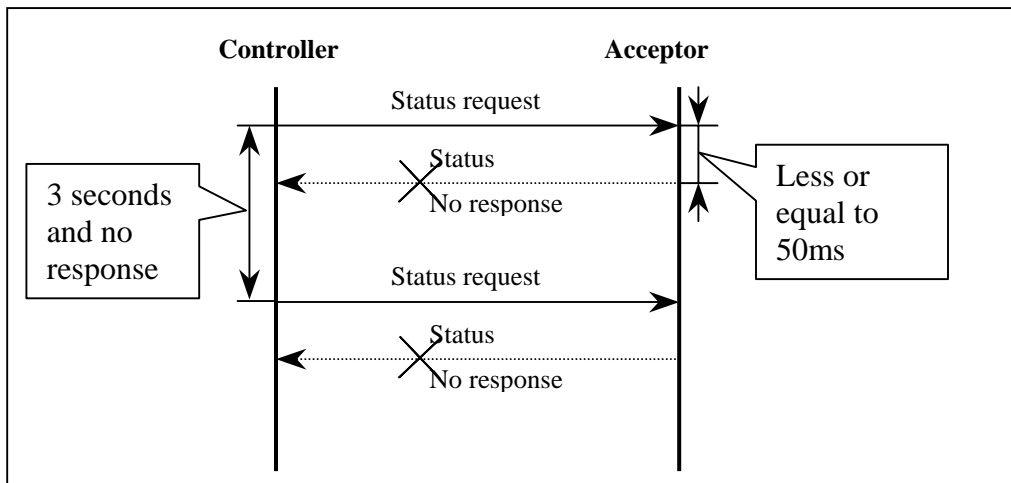 Controller
Acceptor
Status request
Status
No response
3 seconds
and no
response
Less or
equal to
50ms
Status request
Status
No response